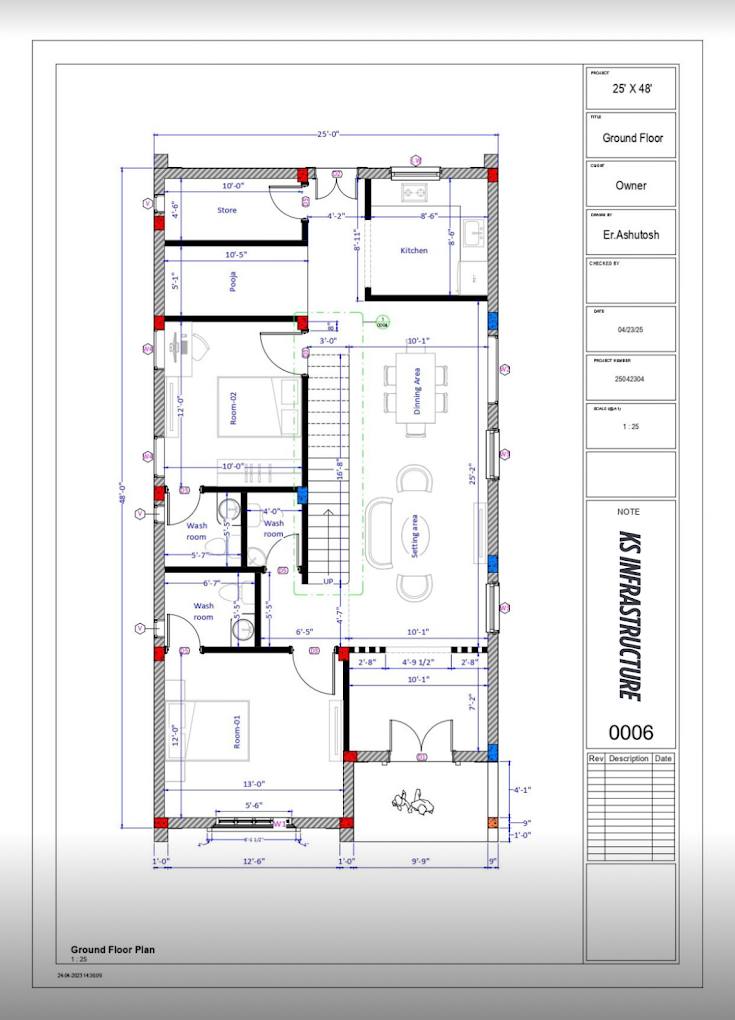 25'-0"
10'-0"
Store
4'-6"
4'-2"
8'-6"
8'-11"
8'-6"
Kitchen
10'-5"
5'-1"
Pooja
8"
3'-0"
10'-1"
Dinning Area
12'-0"
Room-02
10'-0"
16'-8"
25'-2"
48'-0"
Wash
room
5'-5"
5'-7"
4'-0"
Wash
room
Setting area
UP
6'-7"
Wash
room
5'-5"
5'-5"
4'-7"
6'-5"
10'-1"
2'-8"
4'-9 1/2"
2'-8"
10'-1"
7'-2"
12'-0"
Room-01
13'-0"
5'-6"
W1
4'-1"
9"
1'-0"
1'-0"
12'-6"
1'-0"
9'-9"
9"
Ground Floor Plan
1 : 25
24-04-2023 14:36:09
PROJECT
25' X 48'
TITLE
Ground Floor
CLIENT
Owner
DRAWN BY
Er.Ashutosh
CHECKED BY
DATE
04/23/25
PROJECT NUMBER
25042304
SCALE (@A1)
1 : 25
NOTE
KS INFRASTRUCTURE
0006
Rev Description Date